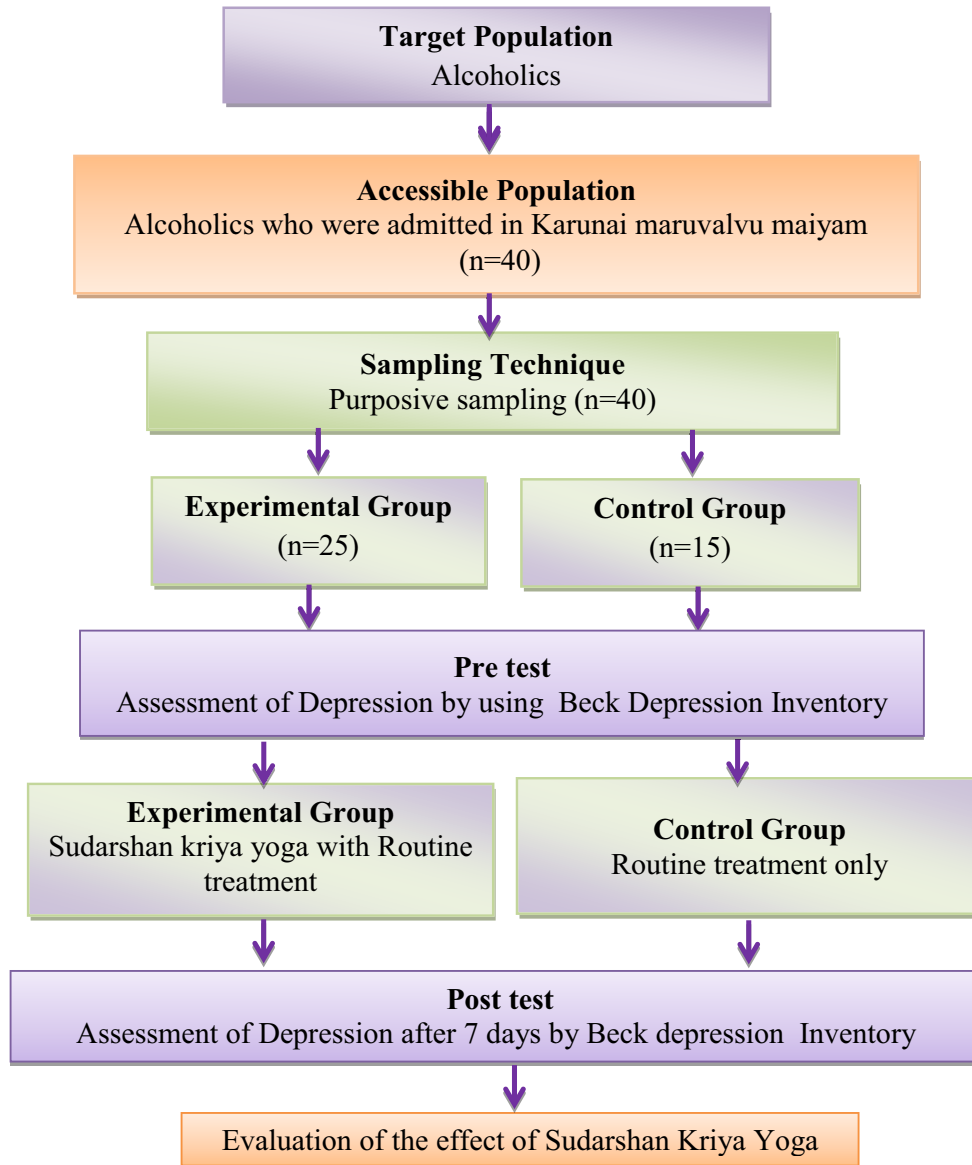 Target Population
Alcoholics
Accessible Population
Alcoholics who were admitted in Karunai maruvalvu maiyam
(n=40)
Sampling Technique
Purposive sampling (n=40)
Experimental Group
(n=25)
Control Group
(n=15)
Pre test
Assessment of Depression by using Beck Depression Inventory
Experimental Group
Sudarshan kriya yoga with Routine
treatment
Control Group
Routine treatment only
Post test
Assessment of Depression after 7 days by Beck depression Inventory
Evaluation of the effect of Sudarshan Kriya Yoga